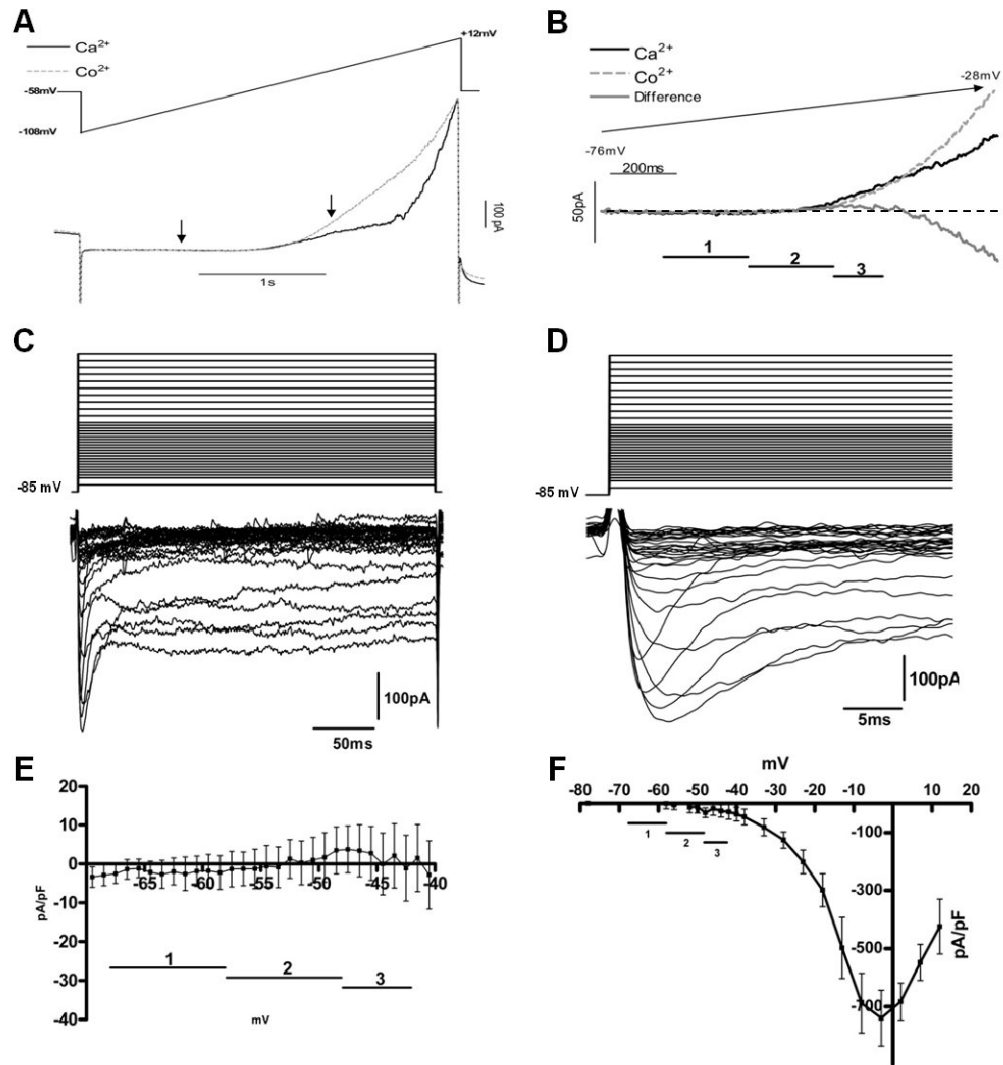 A
Ca2+
Co2+
+12mV
-58mV
-108mV
100 pA
1s
B
Ca2+
Co2+
Difference
-28mV
-76mV
200ms
50pA
1
2
3
C
-85 mV
100pA
50ms
D
-85 mV
100pA
5ms
E
20
10
0
-10
-20
-30
-40
pA/pF
-65 -60 -55 -50 -45 -40
1
2
3
mV
F
mV
-80 -70 -60 -50 -40 -30 -20 -10 10 20
1
2
3
-100
-300
-500
-700
pA/pF